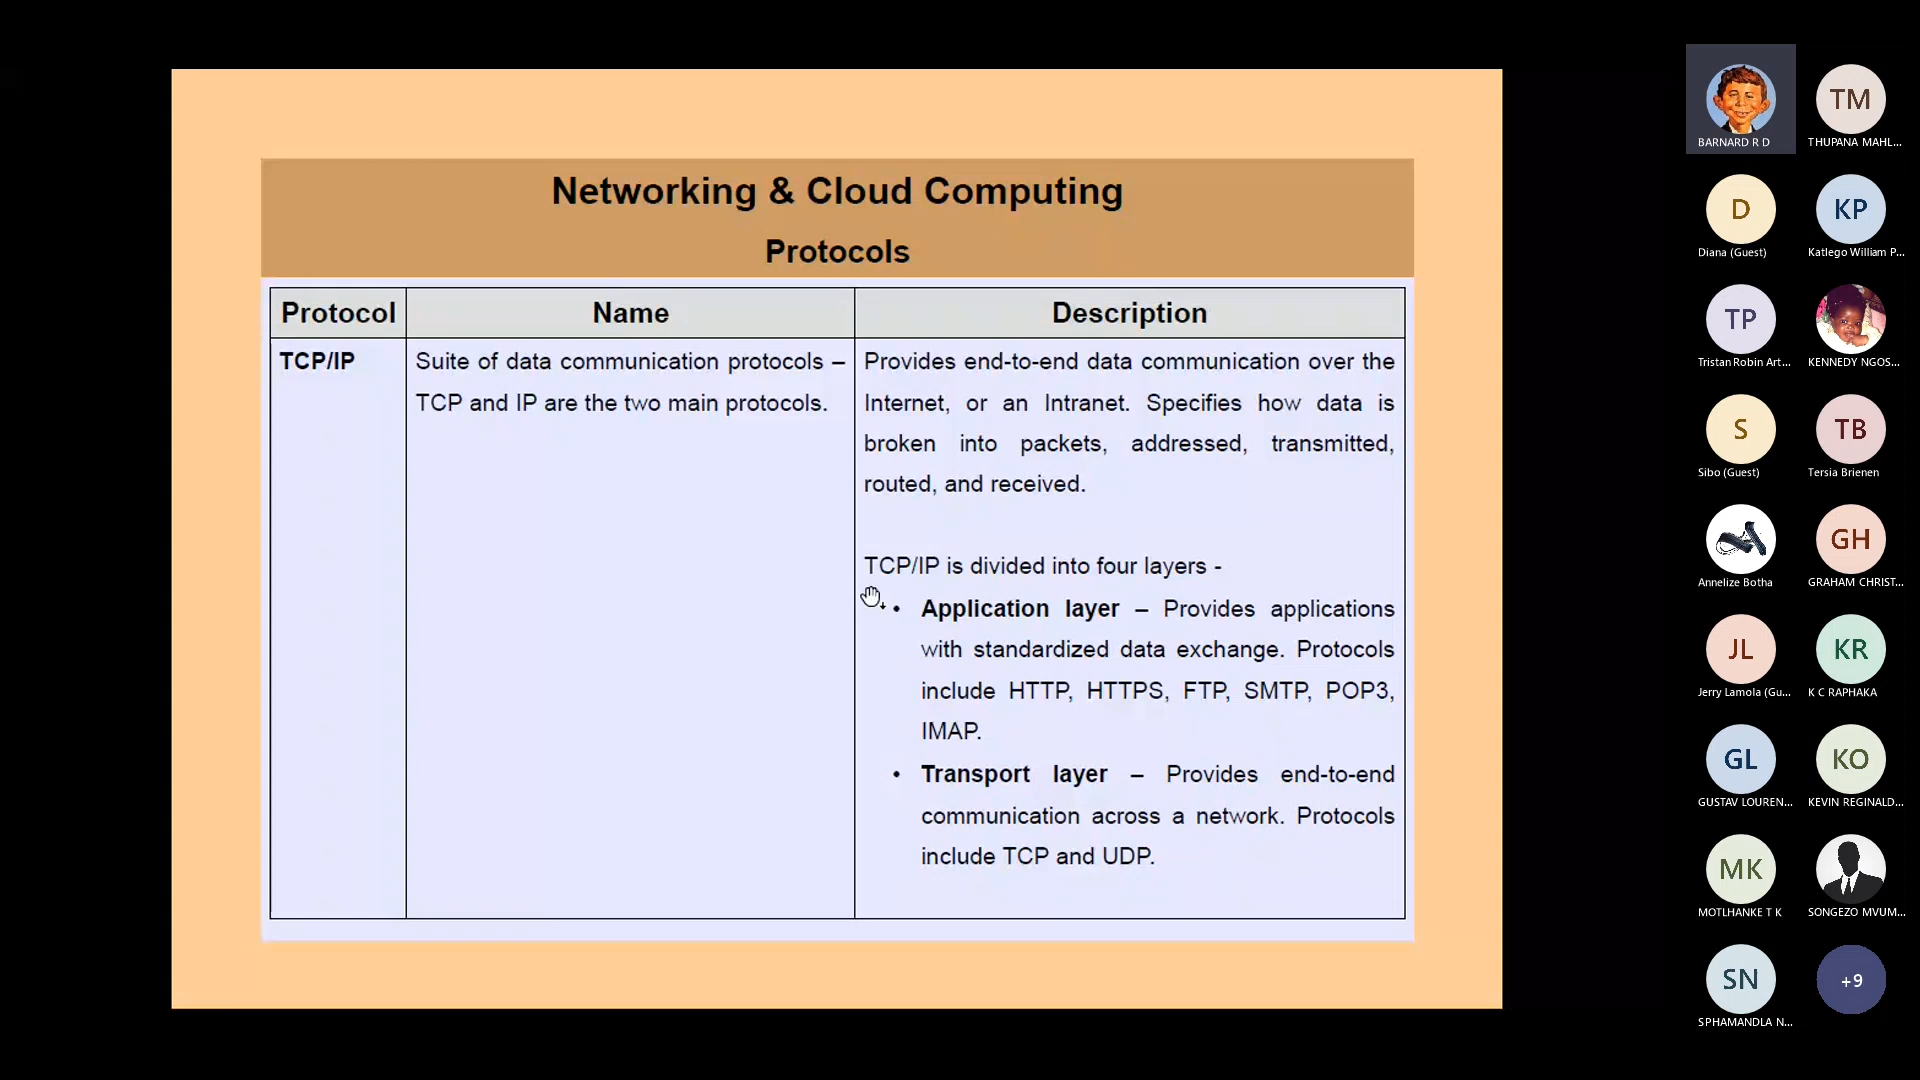 Networking & Cloud Computing
Protocols
Protocol
Name
Description
TCP/IP
Suite of data communication protocols –
TCP and IP are the two main protocols.
Provides end-to-end data communication over the
Internet, or an Intranet. Specifies how data is
broken into packets, addressed, transmitted,
routed, and received.
TCP/IP is divided into four layers -
• Application layer – Provides applications
with standardized data exchange. Protocols
include HTTP, HTTPS, FTP, SMTP, POP3,
IMAP.
• Transport layer – Provides end-to-end
communication across a network. Protocols
include TCP and UDP.
BARNARD R D
TM
THUPANA MAHL...
D
Diana (Guest)
KP
Katlego William P...
TP
Tristan Robin Art...
KENNEDY NGOS...
S
Sibo (Guest)
TB
Tersia Brienen
Annelize Botha
GH
GRAHAM CHRIST...
JL
Jerry Lamola (Gu...
KR
K C RAPHAKA
GL
GUSTAV LOUREN...
KO
KEVIN REGINALD...
MK
MOTLHANKE T K
SONGEZO MVUM...
SN
SPHAMANDLA N...
+9